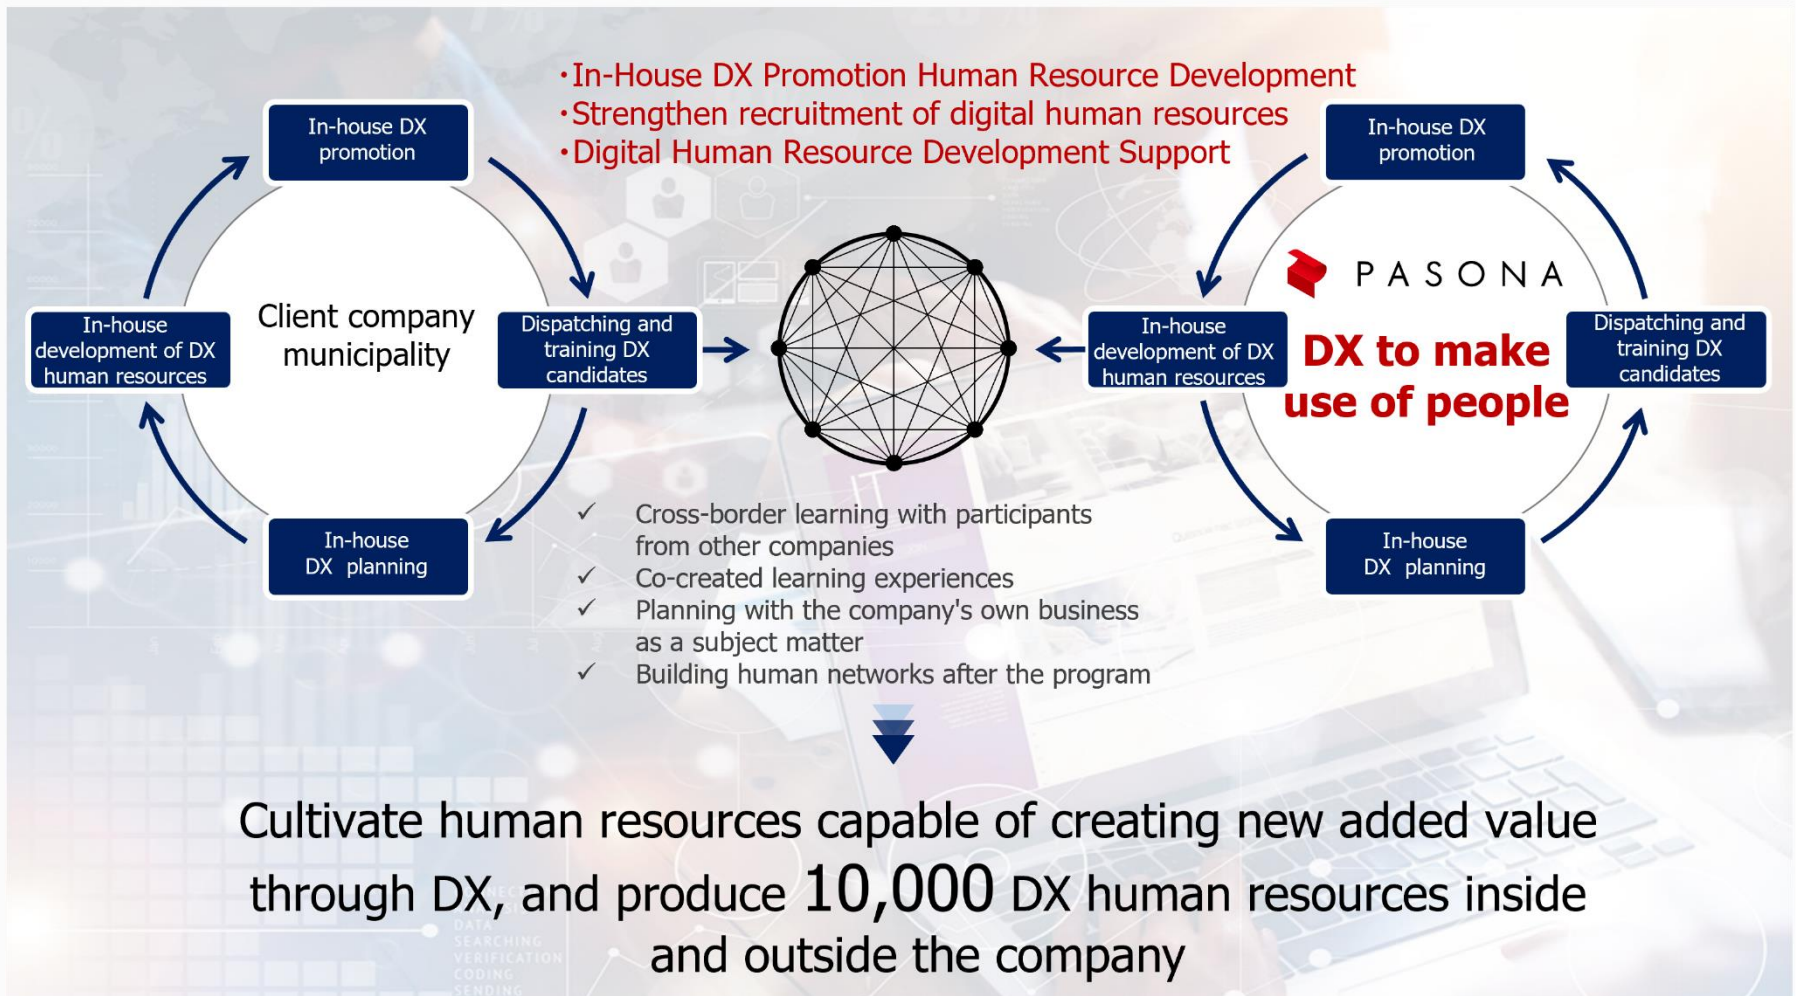 ・In-House DX Promotion Human Resource Development
・Strengthen recruitment of digital human resources
・Digital Human Resource Development Support
In-house DX
promotion
In-house
development of DX
human resources
Client company
municipality
Dispatching and
training DX
candidates
In-house
DX planning
In-house DX
promotion
In-house
development of DX
human resources
PASONA
DX to make
use of people
Dispatching and
training DX
candidates
In-house
DX planning
✓ Cross-border learning with participants
from other companies
✓ Co-created learning experiences
✓ Planning with the company's own business
as a subject matter
✓ Building human networks after the program
Cultivate human resources capable of creating new added value
through DX, and produce 10,000 DX human resources inside
and outside the company
DATA
SEARCHING
VERIFICATION
CODING
SENDING